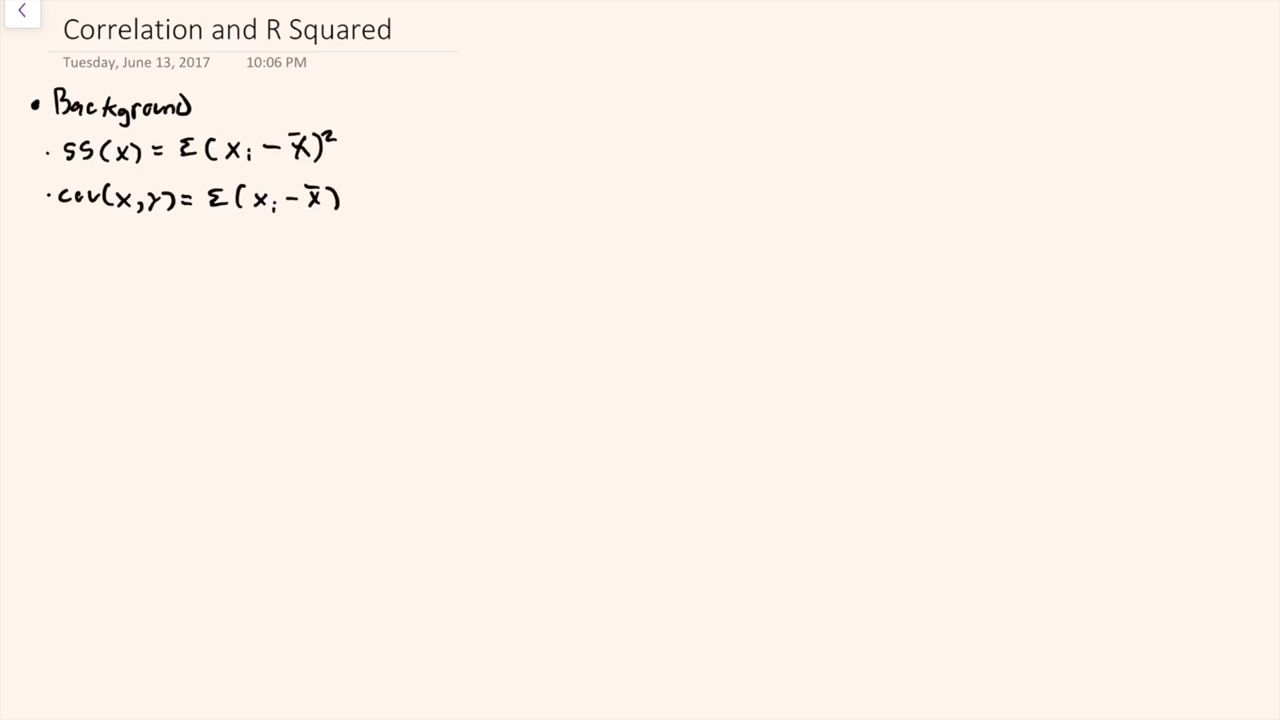 Correlation and R Squared
Tuesday, June 13, 2017 10:06 PM
• Background
· SS(x) = Σ(xᵢ - x̄)²
· cov(x,y) = Σ(xᵢ - x̄)